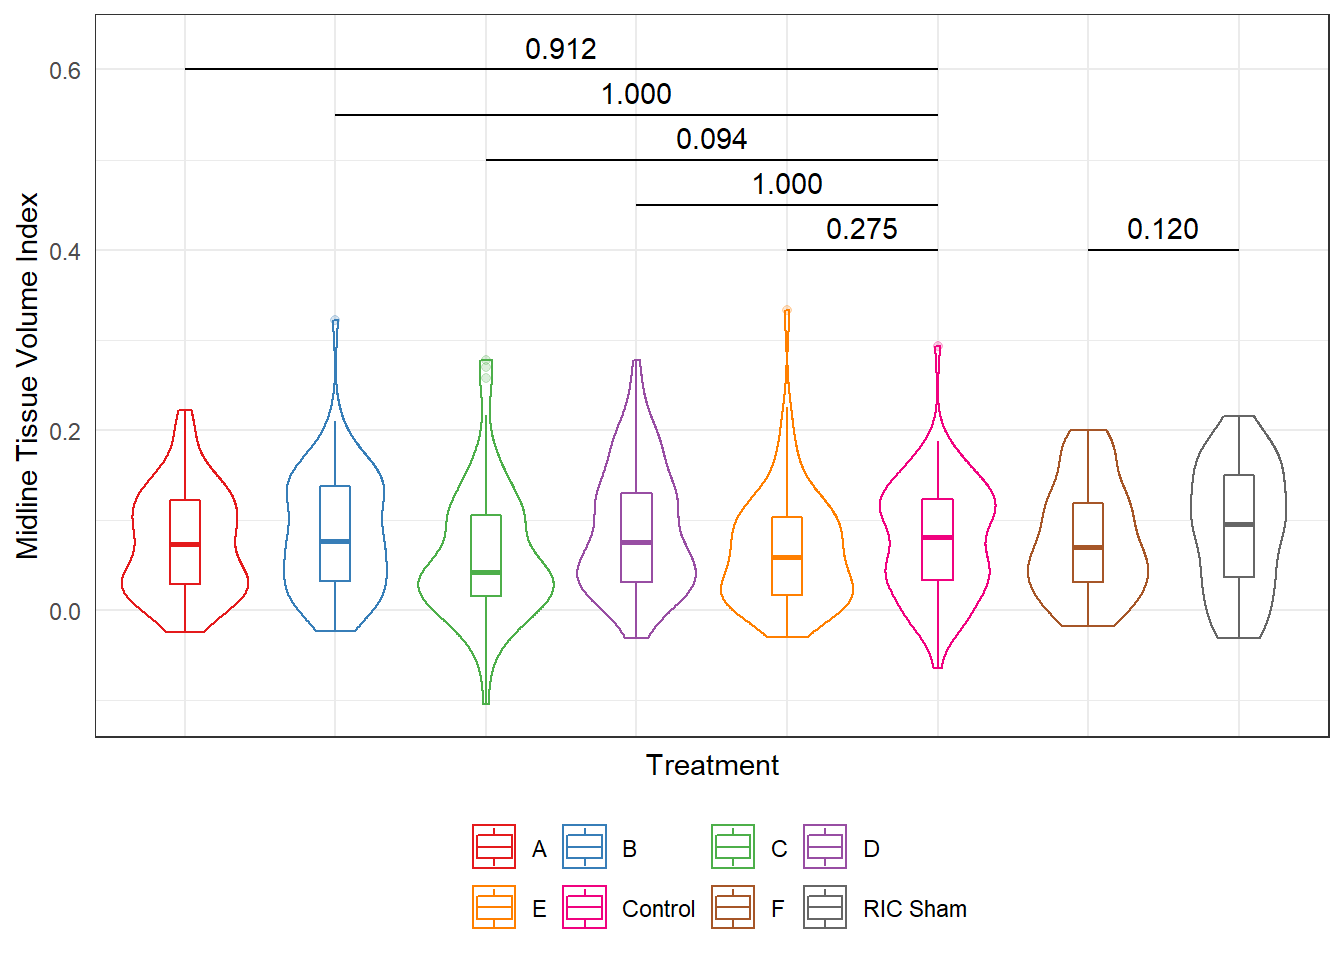 0.912
0.6
1.000
0.094
1.000
0.275
0.120
0.4
0.2
0.0
Midline Tissue Volume Index
Treatment
A B C D
E Control F RIC Sham